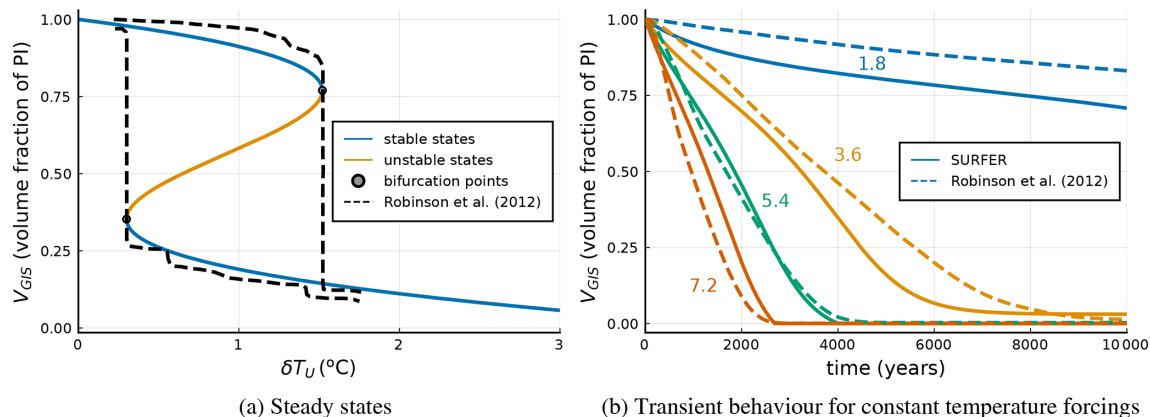 1.00
0.75
0.50
0.25
0.00
V_GIS (volume fraction of PI)
stable states
unstable states
bifurcation points
Robinson et al. (2012)
0
1
2
3
δT_U (ºC)
(a) Steady states
1.00
0.75
0.50
0.25
0.00
V_GIS (volume fraction of PI)
1.8
3.6
5.4
7.2
SURFER
Robinson et al. (2012)
0
2000
4000
6000
8000
10 000
time (years)
(b) Transient behaviour for constant temperature forcings